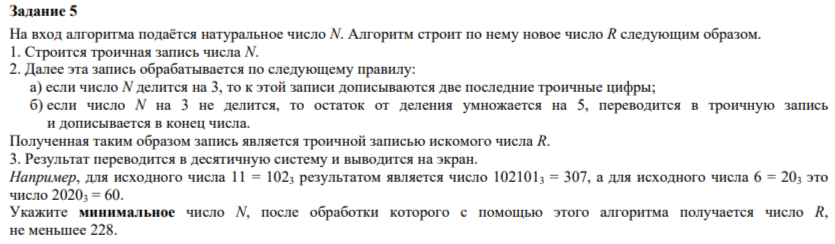 Задание 5
На вход алгоритма подаётся натуральное число N. Алгоритм строит по нему новое число R следующим образом.
1. Строится троичная запись числа N.
2. Далее эта запись обрабатывается по следующему правилу:
а) если число N делится на 3, то к этой записи дописываются две последние троичные цифры;
б) если число N на 3 не делится, то остаток от деления умножается на 5, переводится в троичную запись
и дописывается в конец числа.
Полученная таким образом запись является троичной записью искомого числа R.
3. Результат переводится в десятичную систему и выводится на экран.
Например, для исходного числа 11 = 102₃ результатом является число 102101₃ = 307, а для исходного числа 6 = 20₃ это
число 2020₃ = 60.
Укажите минимальное число N, после обработки которого с помощью этого алгоритма получается число R,
не меньшее 228.